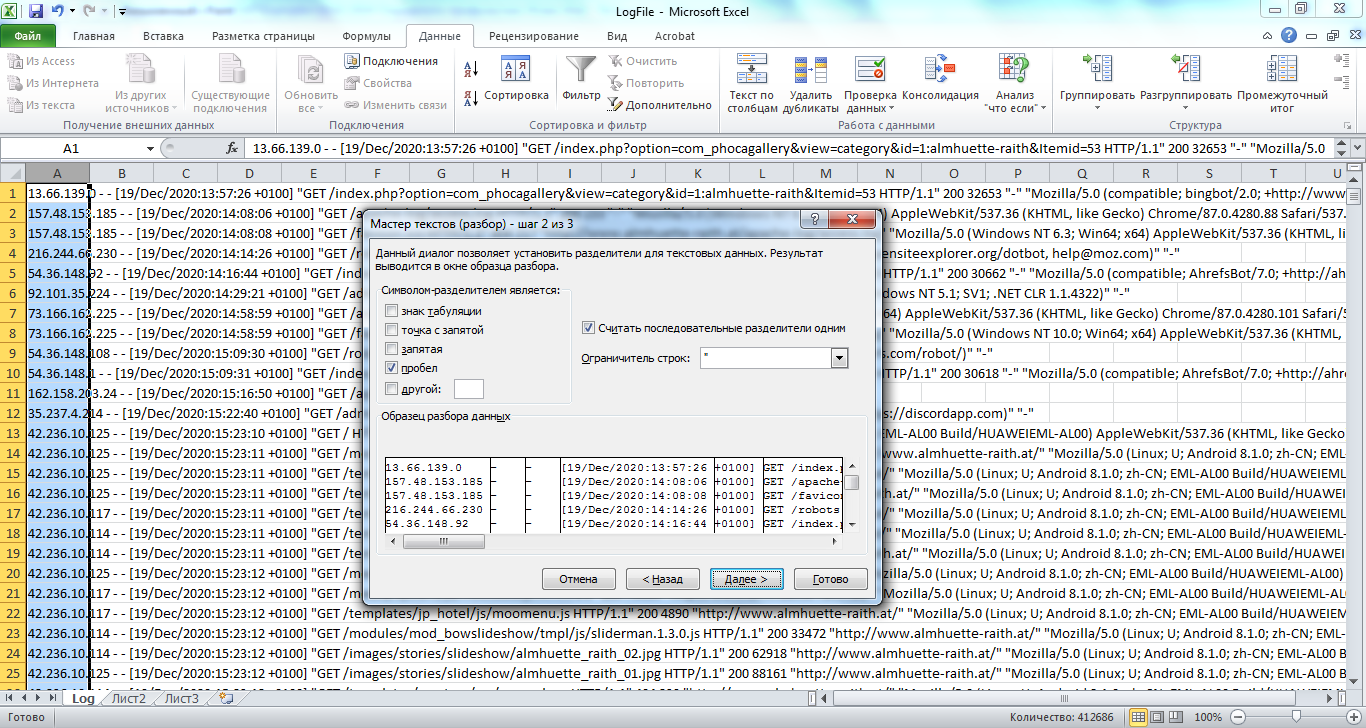 LogFile - Microsoft Excel
Файл Главная Вставка Разметка страницы Формулы Данные Рецензирование Вид Acrobat
Из Access
Из Интернета
Из текста
Из других источников
Существующие подключения
Обновить все
Подключения
Свойства
Изменить связи
Сортировка
Фильтр
Очистить
Повторить
Дополнительно
Текст по столбцам
Удалить дубликаты
Проверка данных
Консолидация
Анализ "что если"
Группировать
Разгруппировать
Промежуточный итог
Получение внешних данных Подключения Сортировка и фильтр Работа с данными Структура
A1 fx 13.66.139.0 - - [19/Dec/2020:13:57:26 +0100] "GET /index.php?option=com_phocagallery&view=category&id=1:almhuette-raith&Itemid=53 HTTP/1.1" 200 32653 "-" "Mozilla/5.0
A B C D E F G H I J K L M N O P Q R S T U
1 13.66.139.0 - - [19/Dec/2020:13:57:26 +0100] "GET /index.php?option=com_phocagallery&view=category&id=1:almhuette-raith&Itemid=53 HTTP/1.1" 200 32653 "-" "Mozilla/5.0 (compatible; bingbot/2.0; +http://www
2 157.48.153.185 - - [19/Dec/2020:14:08:06 +0100] "GET /a AppleWebKit/537.36 (KHTML, like Gecko) Chrome/87.0.4280.88 Safari/537.
3 157.48.153.185 - - [19/Dec/2020:14:08:08 +0100] "GET /f "Mozilla/5.0 (Windows NT 6.3; Win64; x64) AppleWebKit/537.36 (KHTML, li
4 216.244.66.230 - - [19/Dec/2020:14:14:26 +0100] "GET /r ensiteexplorer.org/dotbot, help@moz.com)" "-"
5 54.36.148.92 - - [19/Dec/2020:14:16:44 +0100] "GET /ind HTTP/1.1" 200 30662 "-" "Mozilla/5.0 (compatible; AhrefsBot/7.0; +http://ah
6 92.101.35.224 - - [19/Dec/2020:14:29:21 +0100] "GET /ad ows NT 5.1; SV1; .NET CLR 1.1.4322)" "-"
7 73.166.162.225 - - [19/Dec/2020:14:58:59 +0100] "GET /a 64) AppleWebKit/537.36 (KHTML, like Gecko) Chrome/87.0.4280.101 Safari/5
8 73.166.162.225 - - [19/Dec/2020:14:58:59 +0100] "GET /f "Mozilla/5.0 (Windows NT 10.0; Win64; x64) AppleWebKit/537.36 (KHTML,
9 54.36.148.108 - - [19/Dec/2020:15:09:30 +0100] "GET /ro s.com/robot/)" "-"
10 54.36.148.1 - - [19/Dec/2020:15:09:31 +0100] "GET /ind HTTP/1.1" 200 30618 "-" "Mozilla/5.0 (compatible; AhrefsBot/7.0; +http://ahre
11 162.158.203.24 - - [19/Dec/2020:15:16:50 +0100] "GET /a
12 35.237.4.214 - - [19/Dec/2020:15:22:40 +0100] "GET /adm s://discordapp.com)" "-"
13 42.236.10.125 - - [19/Dec/2020:15:23:10 +0100] "GET / H EML-AL00 Build/HUAWEIEML-AL00) AppleWebKit/537.36 (KHTML, like Gecko
14 42.236.10.125 - - [19/Dec/2020:15:23:11 +0100] "GET /m ww.almhuette-raith.at/" "Mozilla/5.0 (Linux; U; Android 8.1.0; zh-CN; EML-
15 42.236.10.125 - - [19/Dec/2020:15:23:11 +0100] "GET /te ith.at/" "Mozilla/5.0 (Linux; U; Android 8.1.0; zh-CN; EML-AL00 Build/HUAWEIEML
16 42.236.10.125 - - [19/Dec/2020:15:23:11 +0100] "GET /te at/" "Mozilla/5.0 (Linux; U; Android 8.1.0; zh-CN; EML-AL00 Build/HUAWEIEM
17 42.236.10.117 - - [19/Dec/2020:15:23:11 +0100] "GET /te "Mozilla/5.0 (Linux; U; Android 8.1.0; zh-CN; EML-AL00 Build/HUAWEIEML-
18 42.236.10.114 - - [19/Dec/2020:15:23:11 +0100] "GET /te "Mozilla/5.0 (Linux; U; Android 8.1.0; zh-CN; EML-AL00 Build/HUAWEIEML-
19 42.236.10.114 - - [19/Dec/2020:15:23:11 +0100] "GET /te h.at/" "Mozilla/5.0 (Linux; U; Android 8.1.0; zh-CN; EML-AL00 Build/HUAWEI
20 42.236.10.125 - - [19/Dec/2020:15:23:12 +0100] "GET /m "Mozilla/5.0 (Linux; U; Android 8.1.0; zh-CN; EML-AL00 Build/HUAWEIEML-AL00)
21 42.236.10.114 - - [19/Dec/2020:15:23:12 +0100] "GET /m aith.at/" "Mozilla/5.0 (Linux; U; Android 8.1.0; zh-CN; EML-AL00 Build/HUA
22 42.236.10.117 - - [19/Dec/2020:15:23:12 +0100] "GET /templates/jp_hotel/js/moomenu.js HTTP/1.1" 200 4890 "http://www.almhuette-raith.at/" "Mozilla/5.0 (Linux; U; Android 8.1.0; zh-CN; EML-AL00 Build/HUAWEIEM
23 42.236.10.114 - - [19/Dec/2020:15:23:12 +0100] "GET /modules/mod_bowslideshow/tmpl/js/sliderman.1.3.0.js HTTP/1.1" 200 33472 "http://www.almhuette-raith.at/" "Mozilla/5.0 (Linux; U; Android 8.1.0; zh-CN; EML-
24 42.236.10.114 - - [19/Dec/2020:15:23:12 +0100] "GET /images/stories/slideshow/almhuette_raith_02.jpg HTTP/1.1" 200 62918 "http://www.almhuette-raith.at/" "Mozilla/5.0 (Linux; U; Android 8.1.0; zh-CN; EML-AL0
25 42.236.10.125 - - [19/Dec/2020:15:23:12 +0100] "GET /images/stories/slideshow/almhuette_raith_01.jpg HTTP/1.1" 200 88161 "http://www.almhuette-raith.at/" "Mozilla/5.0 (Linux; U; Android 8.1.0; zh-CN; EML-AL0
Мастер текстов (разбор) - шаг 2 из 3
Данный диалог позволяет установить разделители для текстовых данных. Результат
выводится в окне образца разбора.
Символом-разделителем является:
знак табуляции
точка с запятой
запятая
пробел
другой:
Считать последовательные разделители одним
Ограничитель строк: "
Образец разбора данных
13.66.139.0 - - [19/Dec/2020:13:57:26 +0100] GET /index.p
157.48.153.185 - - [19/Dec/2020:14:08:06 +0100] GET /apache
157.48.153.185 - - [19/Dec/2020:14:08:08 +0100] GET /favicon
216.244.66.230 - - [19/Dec/2020:14:14:26 +0100] GET /robots
54.36.148.92 - - [19/Dec/2020:14:16:44 +0100] GET /index.p
Отмена < Назад Далее > Готово
Log Лист2 Лист3
Готово Количество: 412686 100%